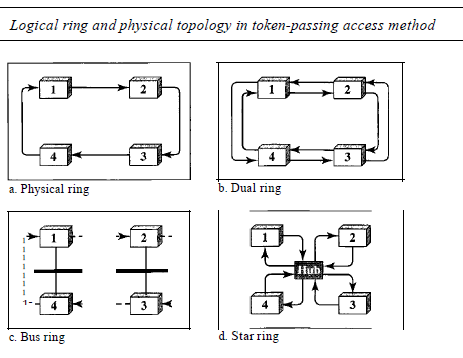 Logical ring and physical topology in token-passing access method
1 2
4 3
a. Physical ring
1 2
4 3
b. Dual ring
1 2
4 3
c. Bus ring
1 2
Hub
4 3
d. Star ring